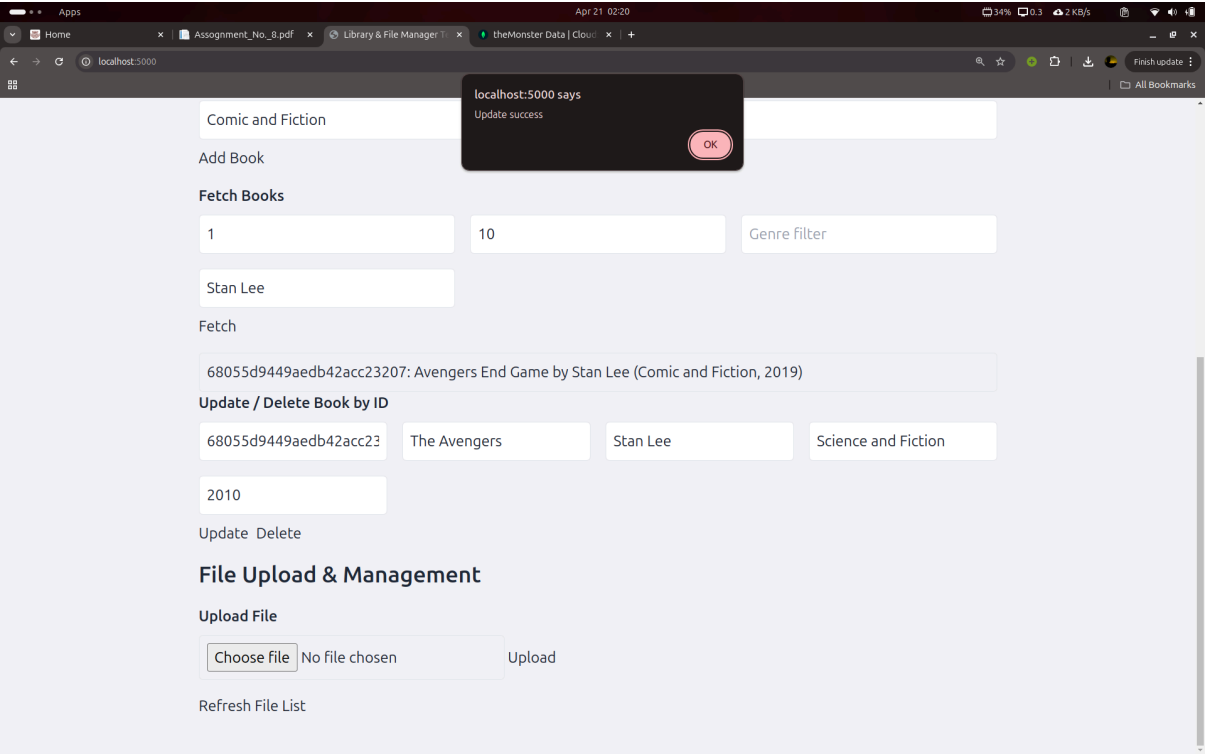 Apps
Apr 21 02:20
34% 0.3 2 KB/s
Home
Assognment_No._8.pdf
Library & File Manager Te
theMonster Data | Cloud
localhost:5000
Finish update
All Bookmarks
localhost:5000 says
Update success
OK
Comic and Fiction
Add Book
Fetch Books
1
10
Genre filter
Stan Lee
Fetch
68055d9449aedb42acc23207: Avengers End Game by Stan Lee (Comic and Fiction, 2019)
Update / Delete Book by ID
68055d9449aedb42acc23
The Avengers
Stan Lee
Science and Fiction
2010
Update Delete
File Upload & Management
Upload File
Choose file No file chosen
Upload
Refresh File List